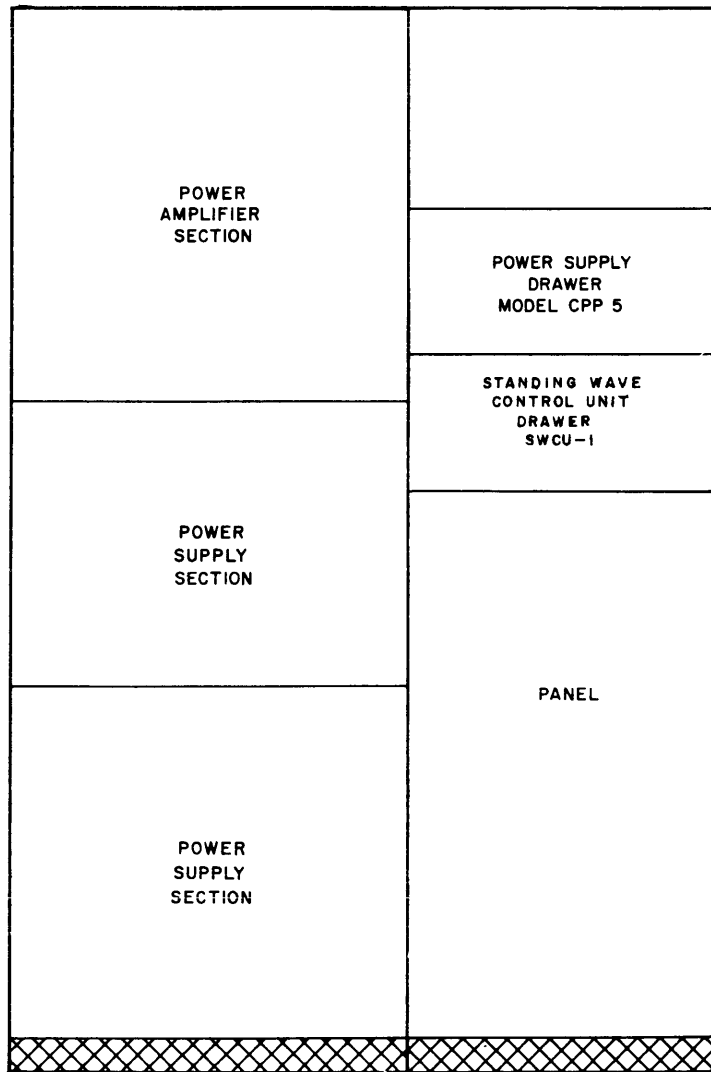 POWER
AMPLIFIER
SECTION
POWER
SUPPLY
SECTION
POWER
SUPPLY
SECTION
POWER SUPPLY
DRAWER
MODEL CPP 5
STANDING WAVE
CONTROL UNIT
DRAWER
SWCU-1
PANEL